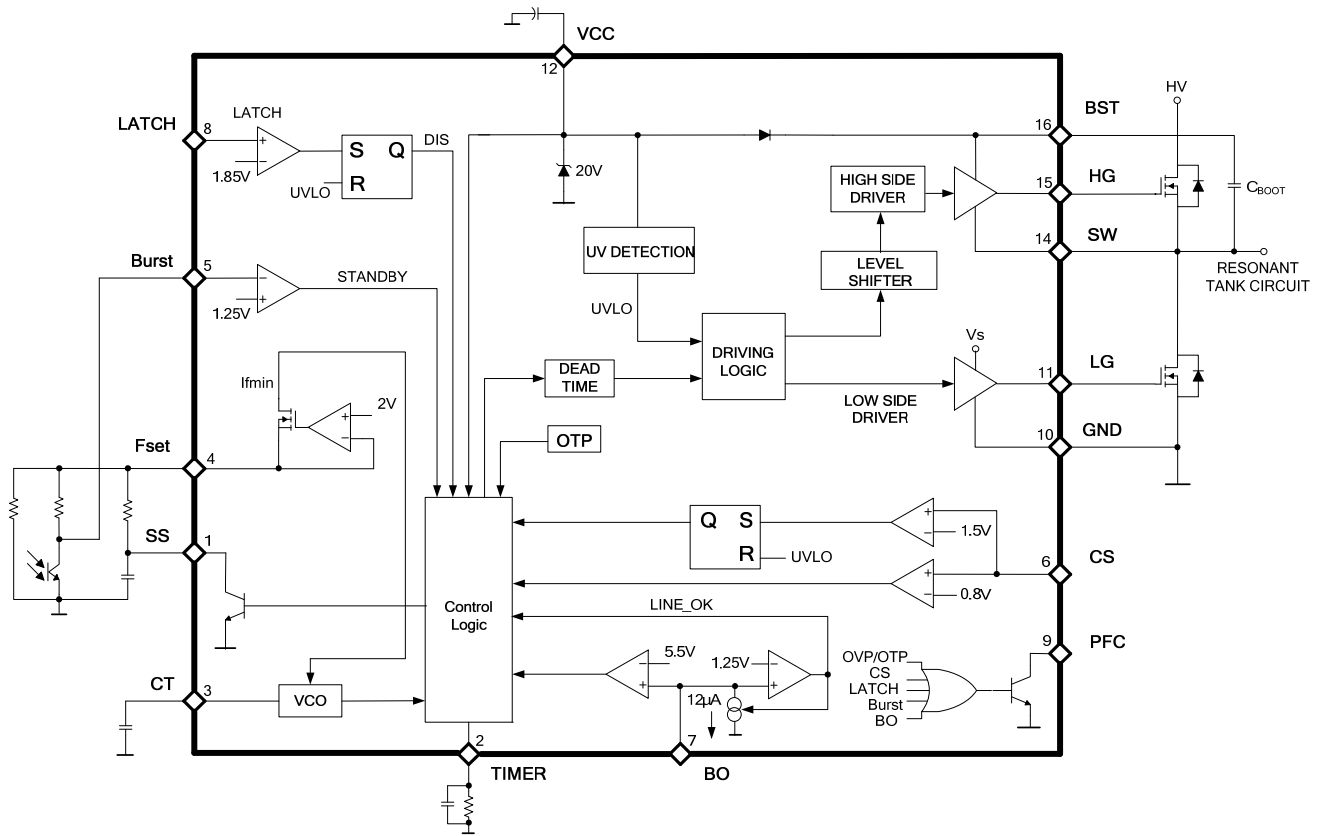 VCC
12
LATCH
8
LATCH
+
−
1.85V
S Q
R
UVLO
DIS
20V
BST
16
HV
HIGH SIDE
DRIVER
15
HG
CBOOT
14
SW
RESONANT
TANK CIRCUIT
UV DETECTION
LEVEL
SHIFTER
UVLO
Burst
5
−
+
1.25V
STANDBY
DRIVING
LOGIC
Vs
DEAD
TIME
LOW SIDE
DRIVER
11
LG
Ifmin
2V
+
−
OTP
10
GND
Fset
4
Q S
R
UVLO
+
−
1.5V
SS
1
6
CS
+
−
0.8V
Control
Logic
LINE_OK
9
PFC
5.5V
−
+
1.25V
−
+
12µA
OVP/OTP
CS
LATCH
Burst
BO
CT
3
VCO
2
TIMER
7
BO